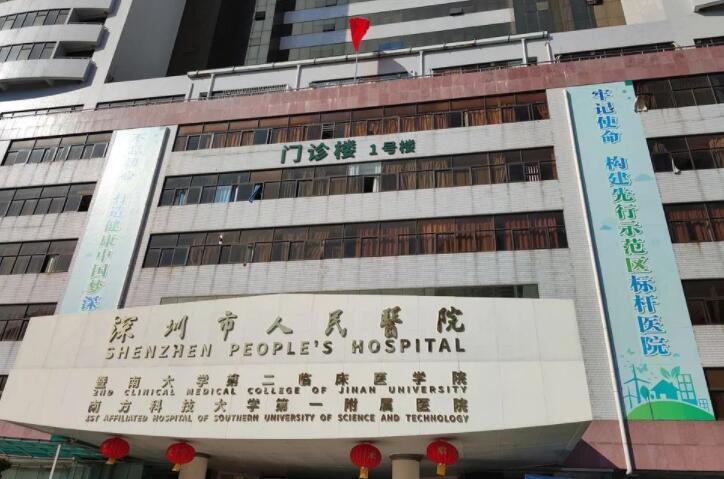 门诊楼 1号楼
牢记使命 构建先行示范区标杆医院
打造健康中国梦深
深圳市人民醫院
SHENZHEN PEOPLE'S HOSPITAL
暨南大学第二临床医学院
2ND CLINICAL MEDICAL COLLEGE OF JINAN UNIVERSITY
南方科技大学第一附属医院
1ST AFFILIATED HOSPITAL OF SOUTHERN UNIVERSITY OF SCIENCE AND TECHNOLOGY